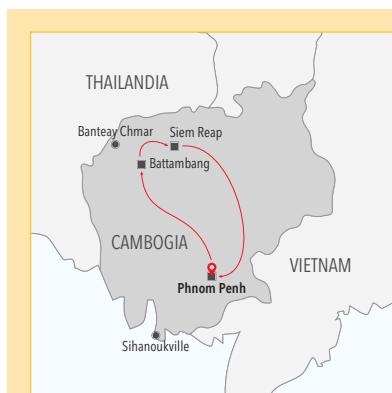 THAILANDIA
Banteay Chmar
Siem Reap
Battambang
CAMBOGIA
VIETNAM
Phnom Penh
Sihanoukville